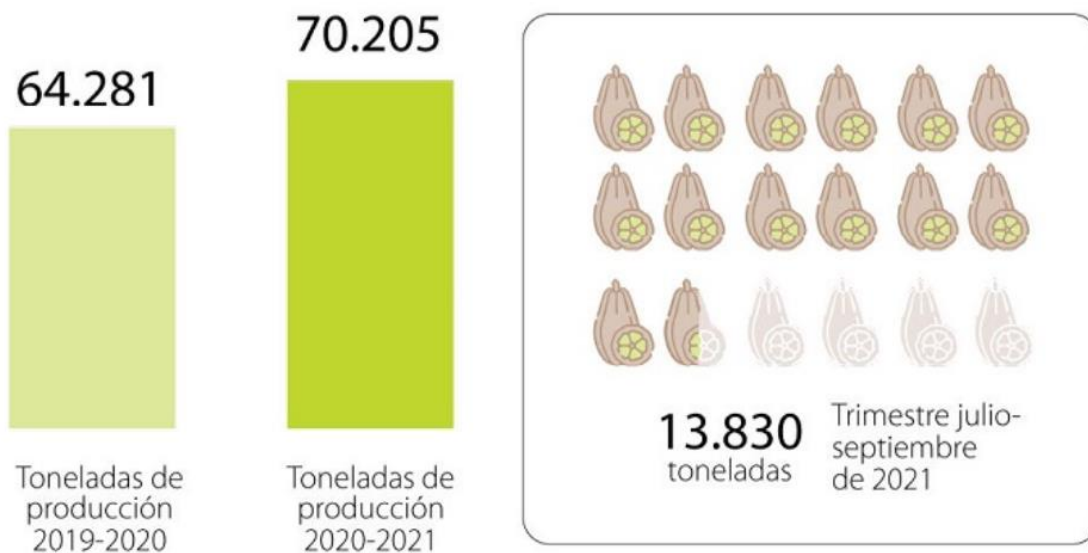 64.281
Toneladas de
producción
2019-2020
70.205
Toneladas de
producción
2020-2021
13.830
toneladas
Trimestre julio-
septiembre
de 2021